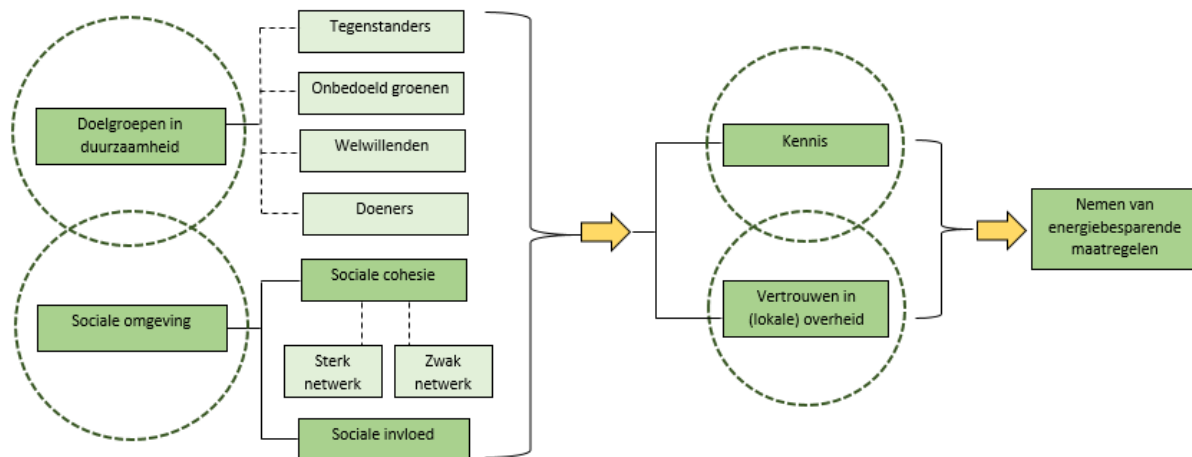 Tegenstanders
Onbedoeld groenen
Doelgroepen in
duurzaamheid
Welwillenden
Doeners
Sociale cohesie
Sociale omgeving
Sterk
netwerk
Zwak
netwerk
Sociale invloed
Kennis
Vertrouwen in
(lokale) overheid
Nemen van
energiebesparende
maatregelen